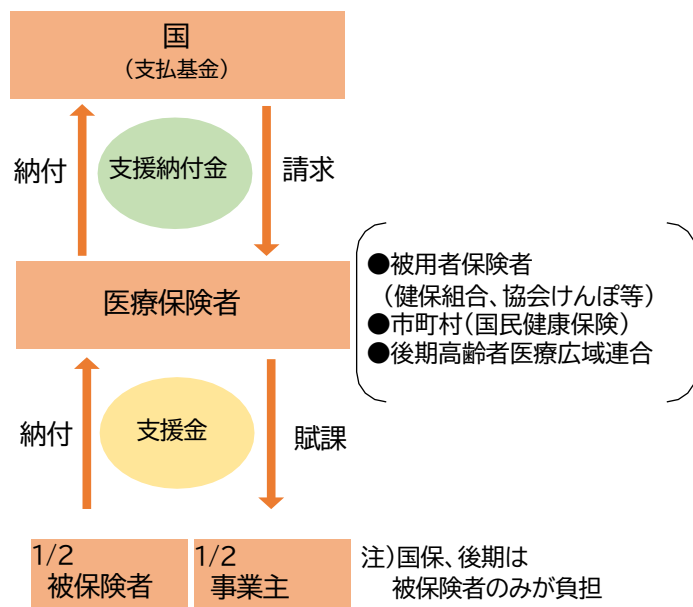 国
(支払基金)
納付
支援納付金
請求
医療保険者
●被用者保険者
(健保組合、協会けんぽ等)
●市町村(国民健康保険)
●後期高齢者医療広域連合
納付
支援金
賦課
1/2
被保険者
1/2
事業主
注)国保、後期は
被保険者のみが負担